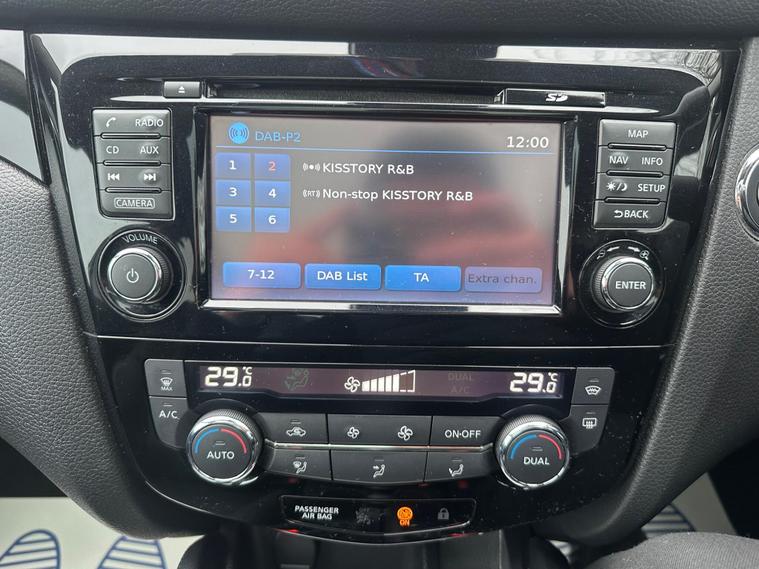 SD
RADIO
CD AUX
CAMERA
VOLUME
DAB-P2 12:00
1 2 KISSTORY R&B
3 4 (RT) Non-stop KISSTORY R&B
5 6
7-12 DAB List TA Extra chan.
MAP
NAV INFO
SETUP
BACK
ENTER
MAX
A/C
29.0 °C
DUAL
A/C
29.0 °C
AUTO
ON·OFF
DUAL
PASSENGER
AIR BAG
ON